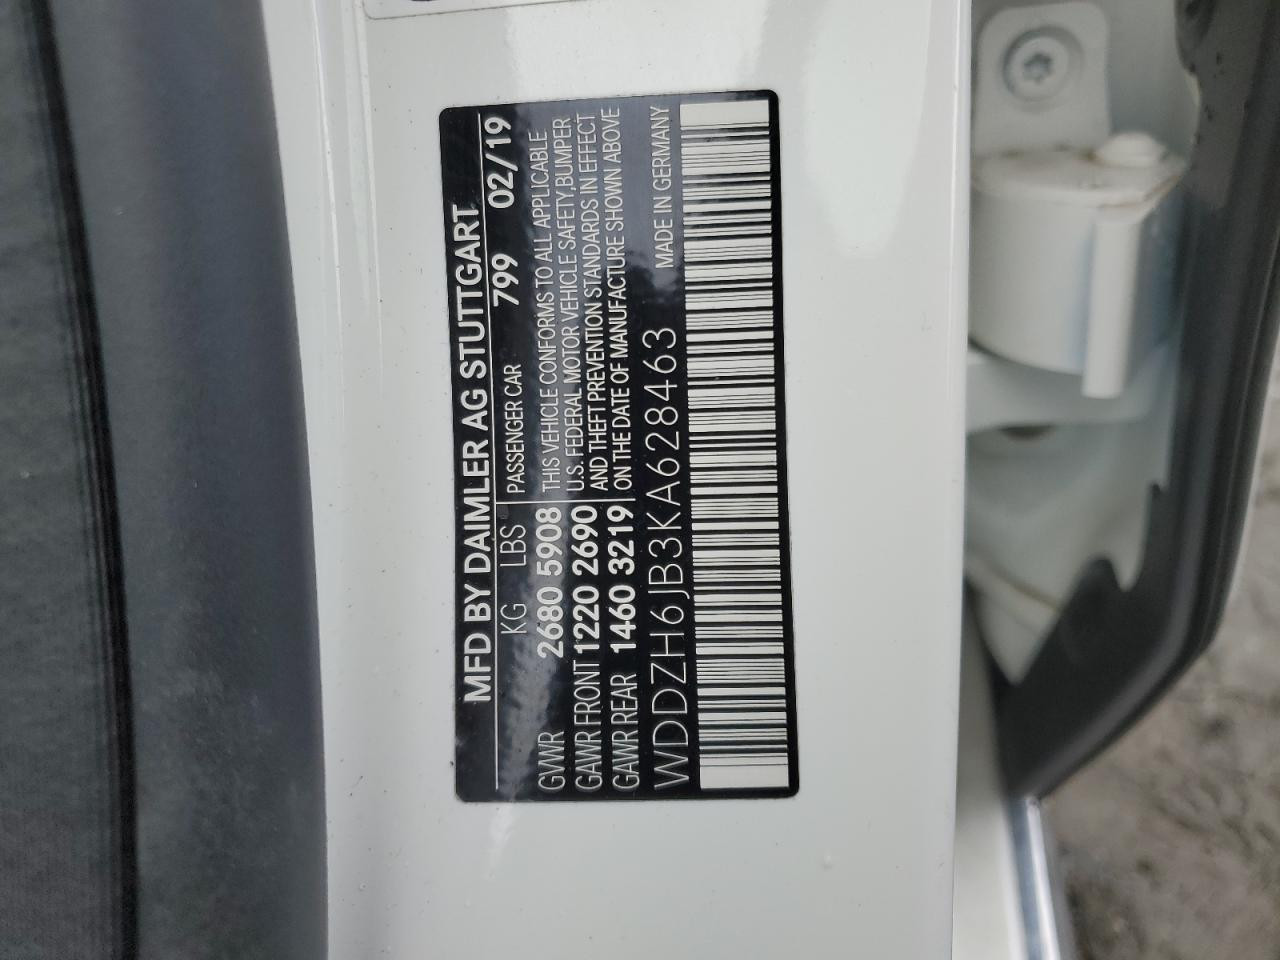 MFD BY DAIMLER AG STUTTGART
KG LBS PASSENGER CAR 799 02/19
GVWR 2680 5908 THIS VEHICLE CONFORMS TO ALL APPLICABLE
GAWR FRONT 1220 2690 U.S. FEDERAL MOTOR VEHICLE SAFETY,BUMPER
GAWR REAR 1460 3219 AND THEFT PREVENTION STANDARDS IN EFFECT
ON THE DATE OF MANUFACTURE SHOWN ABOVE
WDDZH6JB3KA628463 MADE IN GERMANY